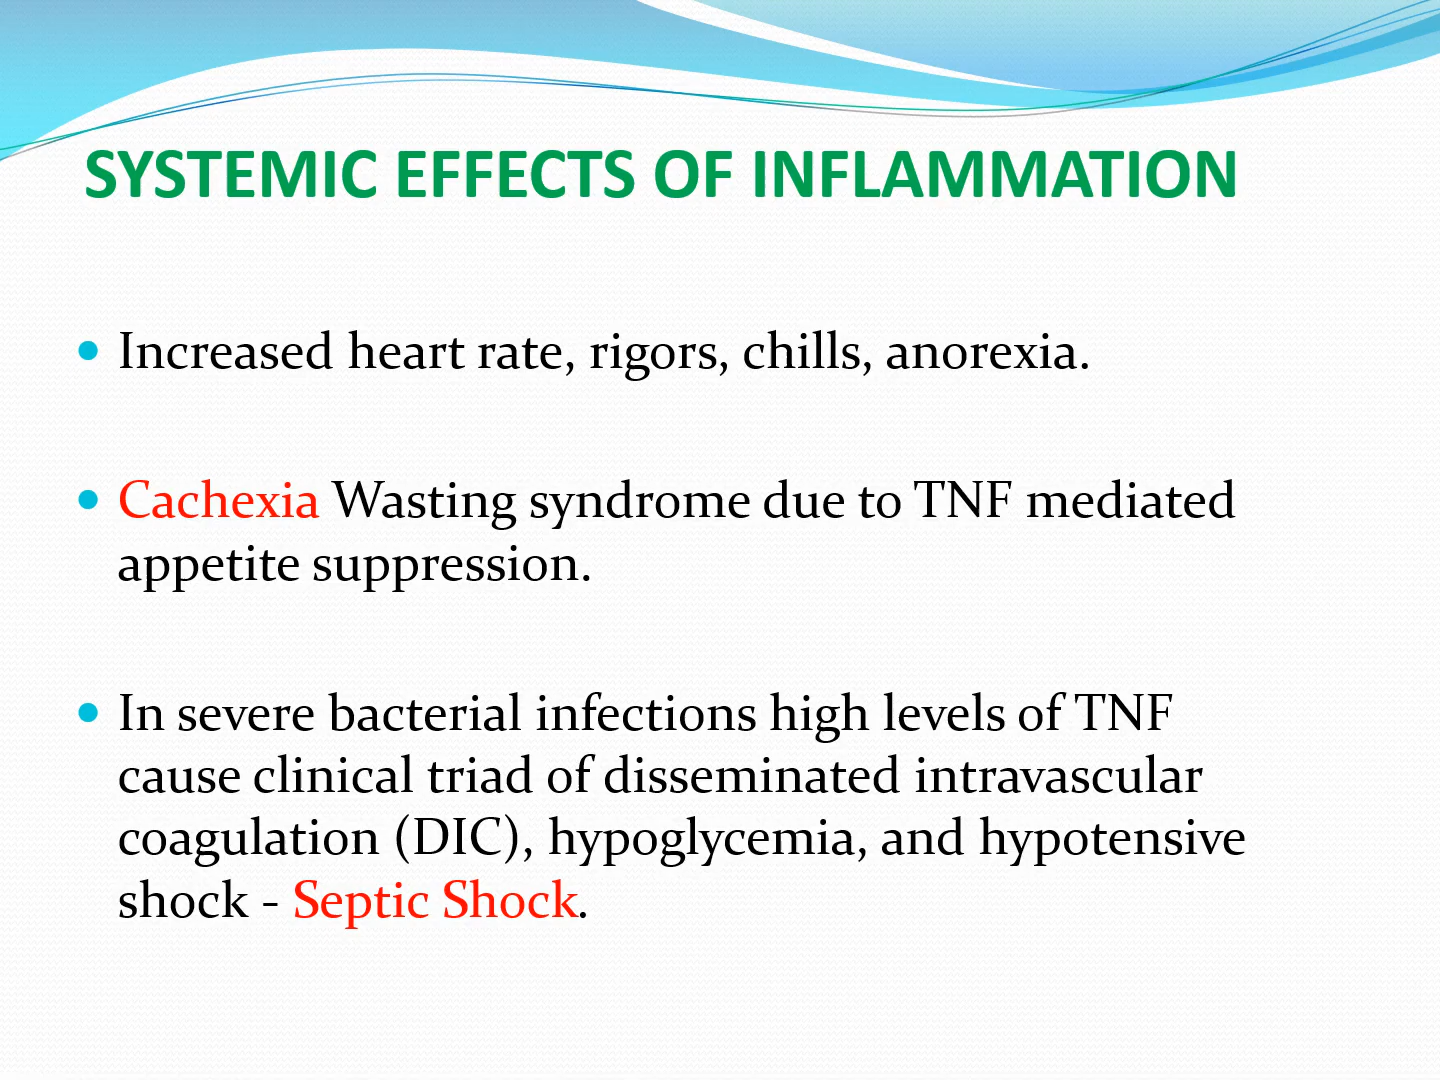 SYSTEMIC EFFECTS OF INFLAMMATION
• Increased heart rate, rigors, chills, anorexia.
• Cachexia Wasting syndrome due to TNF mediated
appetite suppression.
• In severe bacterial infections high levels of TNF
cause clinical triad of disseminated intravascular
coagulation (DIC), hypoglycemia, and hypotensive
shock - Septic Shock.